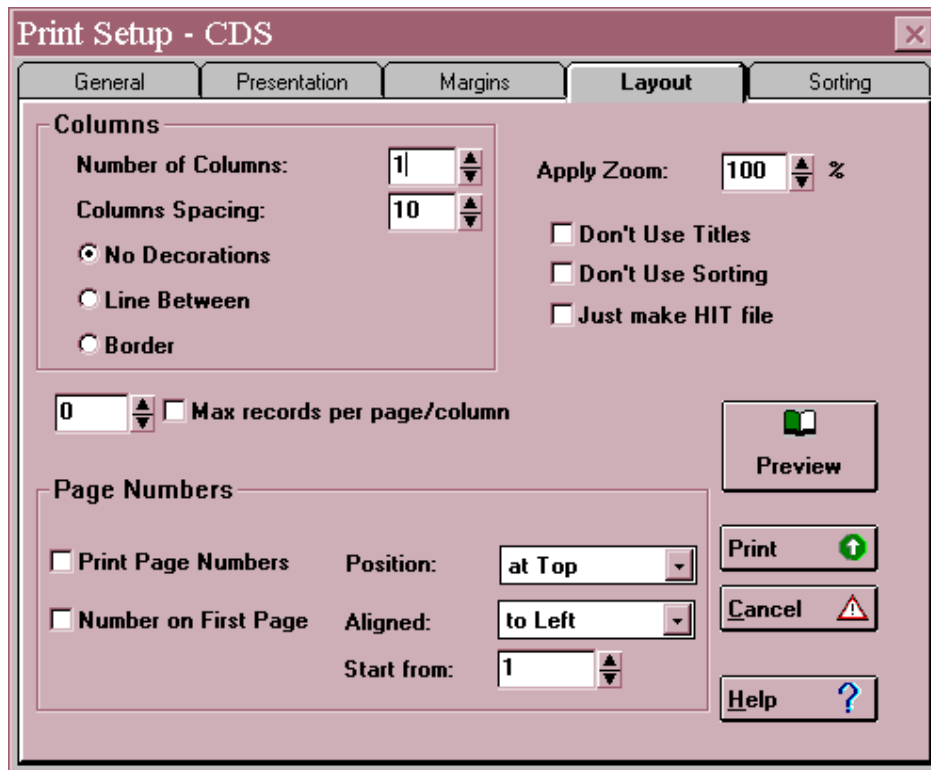 Print Setup - CDS
General Presentation Margins Layout Sorting
Columns
Number of Columns: 1
Columns Spacing: 10
No Decorations
Line Between
Border
Apply Zoom: 100 %
Don't Use Titles
Don't Use Sorting
Just make HIT file
0 Max records per page/column
Preview
Page Numbers
Print Page Numbers Position: at Top
Number on First Page Aligned: to Left
Start from: 1
Print
Cancel
Help ?